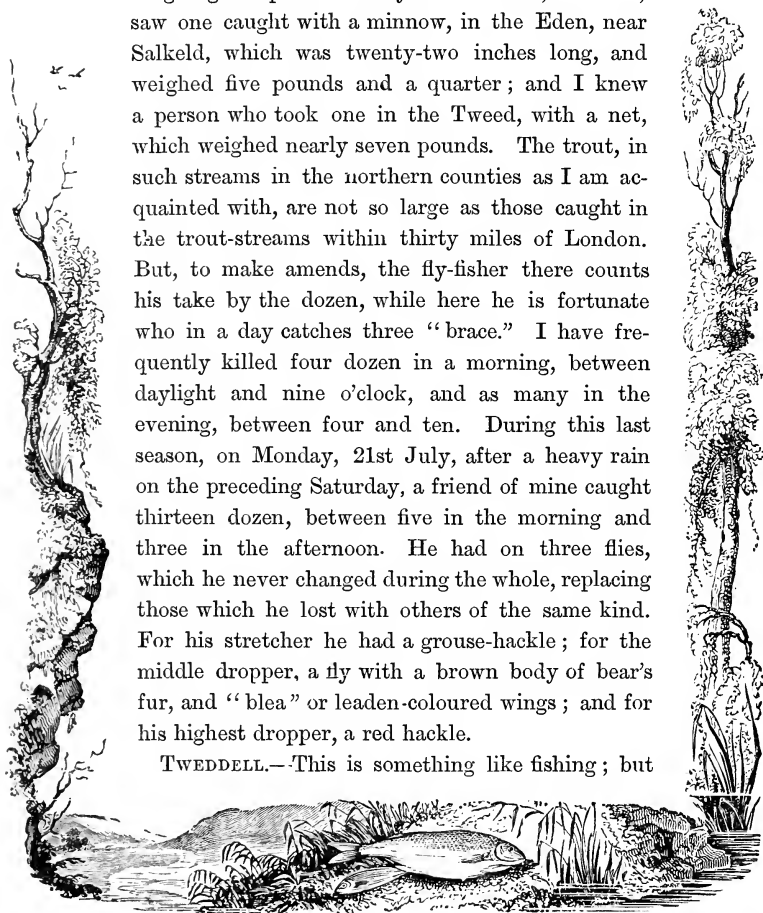 saw one caught with a minnow, in the Eden, near
Salkeld, which was twenty-two inches long, and
weighed five pounds and a quarter; and I knew
a person who took one in the Tweed, with a net,
which weighed nearly seven pounds. The trout, in
such streams in the northern counties as I am ac-
quainted with, are not so large as those caught in
the trout-streams within thirty miles of London.
But, to make amends, the fly-fisher there counts
his take by the dozen, while here he is fortunate
who in a day catches three “brace.” I have fre-
quently killed four dozen in a morning, between
daylight and nine o’clock, and as many in the
evening, between four and ten. During this last
season, on Monday, 21st July, after a heavy rain
on the preceding Saturday, a friend of mine caught
thirteen dozen, between five in the morning and
three in the afternoon. He had on three flies,
which he never changed during the whole, replacing
those which he lost with others of the same kind.
For his stretcher he had a grouse-hackle; for the
middle dropper, a fly with a brown body of bear’s
fur, and “blea” or leaden-coloured wings; and for
his highest dropper, a red hackle.
TWEDDELL.—This is something like fishing; but